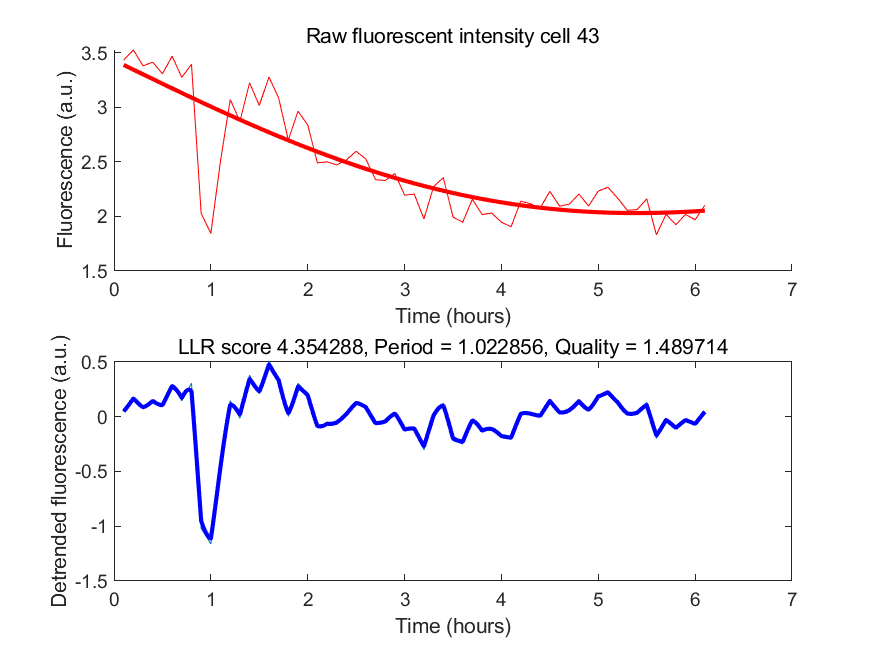 Raw fluorescent intensity cell 43
3.5
3
2.5
2
1.5
Fluorescence (a.u.)
0 1 2 3 4 5 6 7
Time (hours)
LLR score 4.354288, Period = 1.022856, Quality = 1.489714
0.5
0
-0.5
-1
-1.5
Detrended fluorescence (a.u.)
0 1 2 3 4 5 6 7
Time (hours)